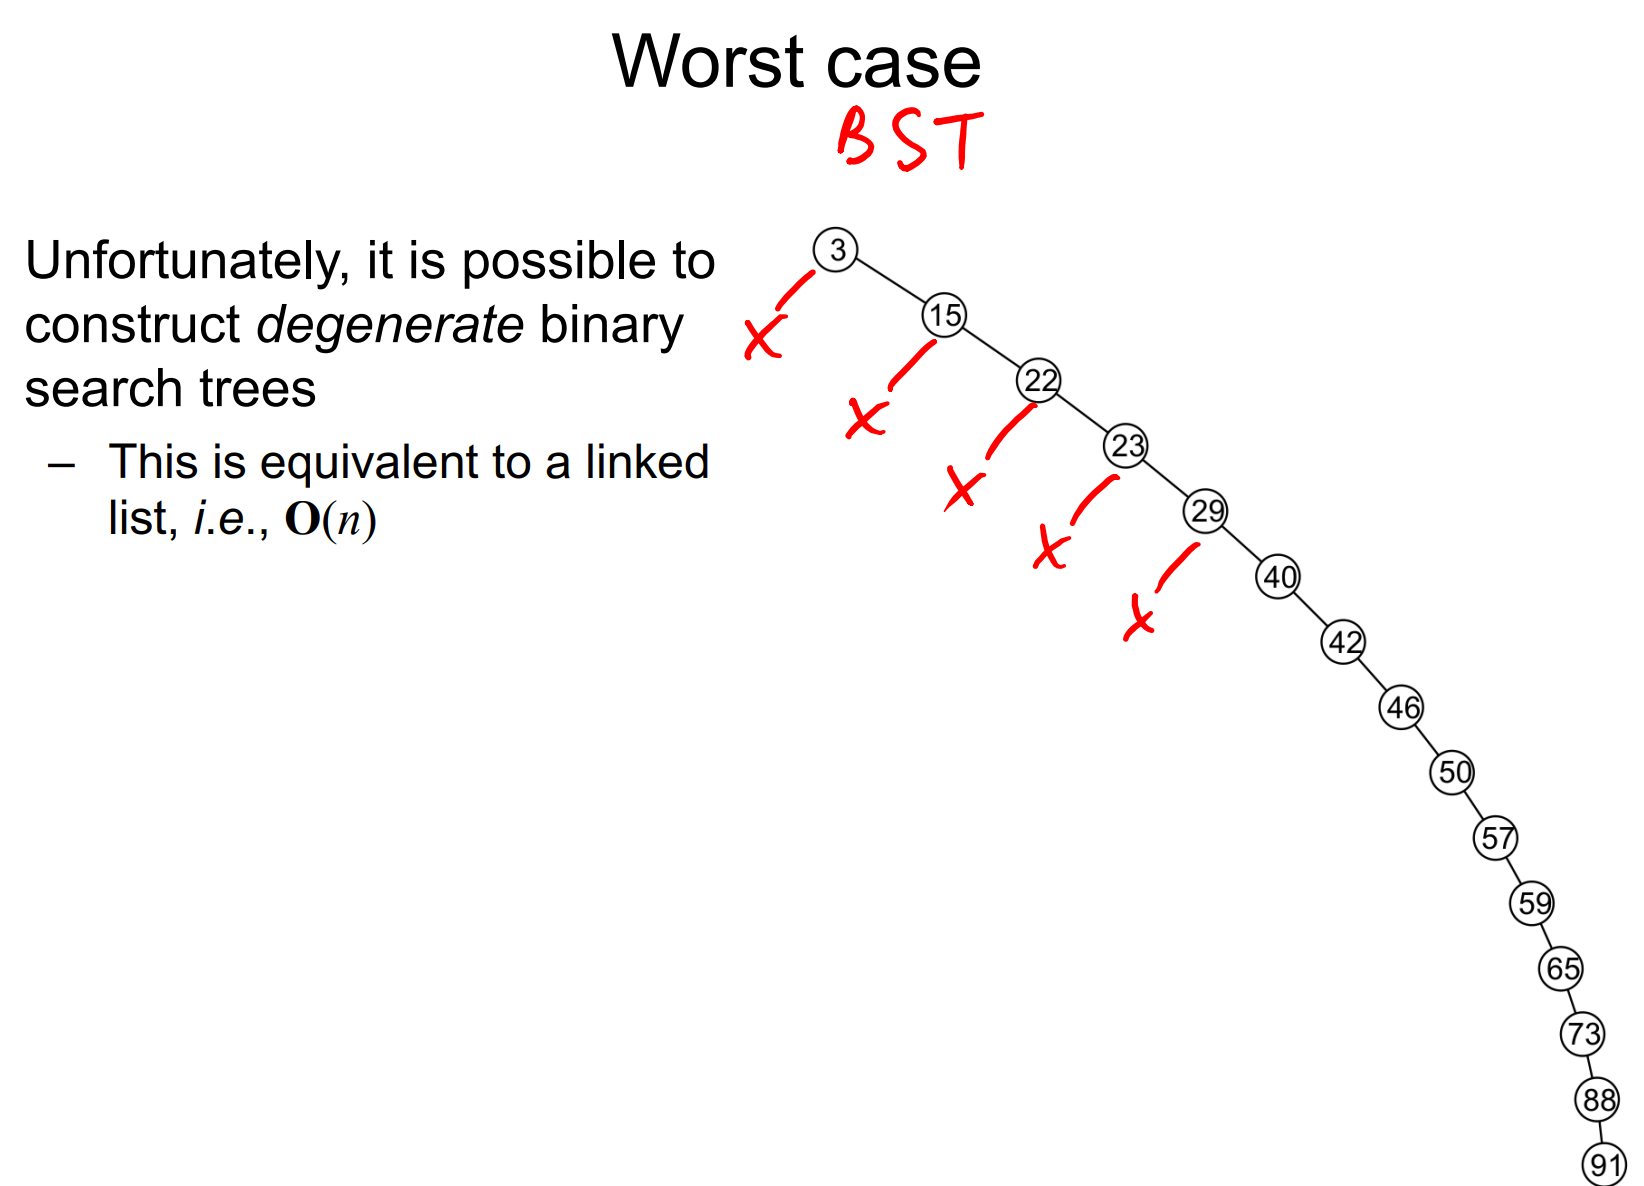 Worst case
BST
Unfortunately, it is possible to
construct degenerate binary
search trees
– This is equivalent to a linked
list, i.e., O(n)
3
15
22
23
29
40
42
46
50
57
59
65
73
88
91
x
x
x
x
x